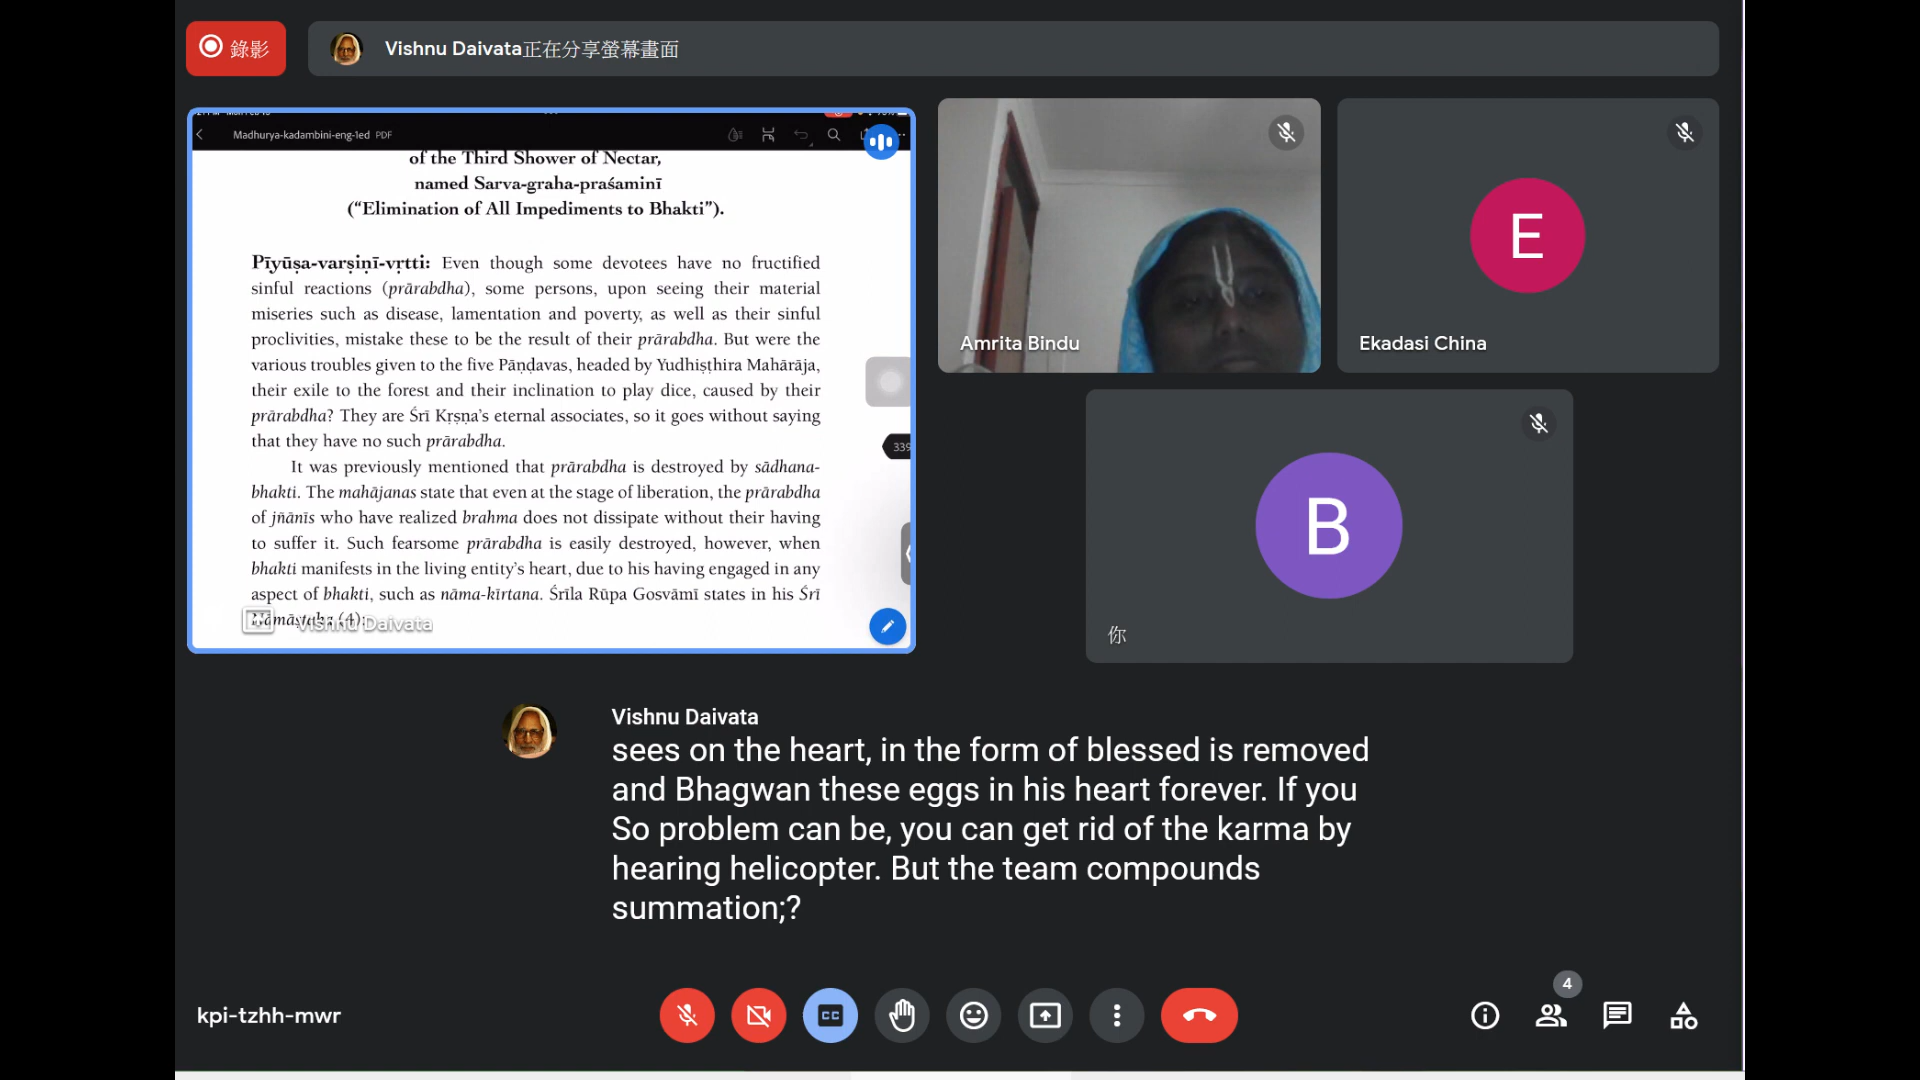 錄影
Vishnu Daivata正在分享螢幕畫面
Madhurya-kadambini-eng-1ed PDF
of the Third Shower of Nectar,
named Sarva-graha-praśaminī
(“Elimination of All Impediments to Bhakti”).
Pīyūṣa-varṣiṇī-vṛtti: Even though some devotees have no fructified
sinful reactions (prārabdha), some persons, upon seeing their material
miseries such as disease, lamentation and poverty, as well as their sinful
proclivities, mistake these to be the result of their prārabdha. But were the
various troubles given to the five Pāṇḍavas, headed by Yudhiṣṭhira Mahārāja,
their exile to the forest and their inclination to play dice, caused by their
prārabdha? They are Śrī Kṛṣṇa’s eternal associates, so it goes without saying
that they have no such prārabdha.
It was previously mentioned that prārabdha is destroyed by sādhana-
bhakti. The mahājanas state that even at the stage of liberation, the prārabdha
of jñānīs who have realized brahma does not dissipate without their having
to suffer it. Such fearsome prārabdha is easily destroyed, however, when
bhakti manifests in the living entity’s heart, due to his having engaged in any
aspect of bhakti, such as nāma-kīrtana. Śrīla Rūpa Gosvāmī states in his Śrī
Nāmāṣṭaka (4):
Vishnu Daivata
339
Amrita Bindu
E
Ekadasi China
B
你
Vishnu Daivata
sees on the heart, in the form of blessed is removed
and Bhagwan these eggs in his heart forever. If you
So problem can be, you can get rid of the karma by
hearing helicopter. But the team compounds
summation;?
kpi-tzhh-mwr
CC
4